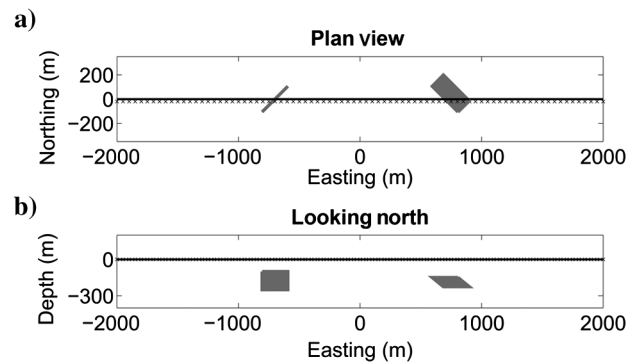 a)
Plan view
Northing (m)
200
0
−200
−2000 −1000 0 1000 2000
Easting (m)
b)
Looking north
Depth (m)
0
−300
−2000 −1000 0 1000 2000
Easting (m)